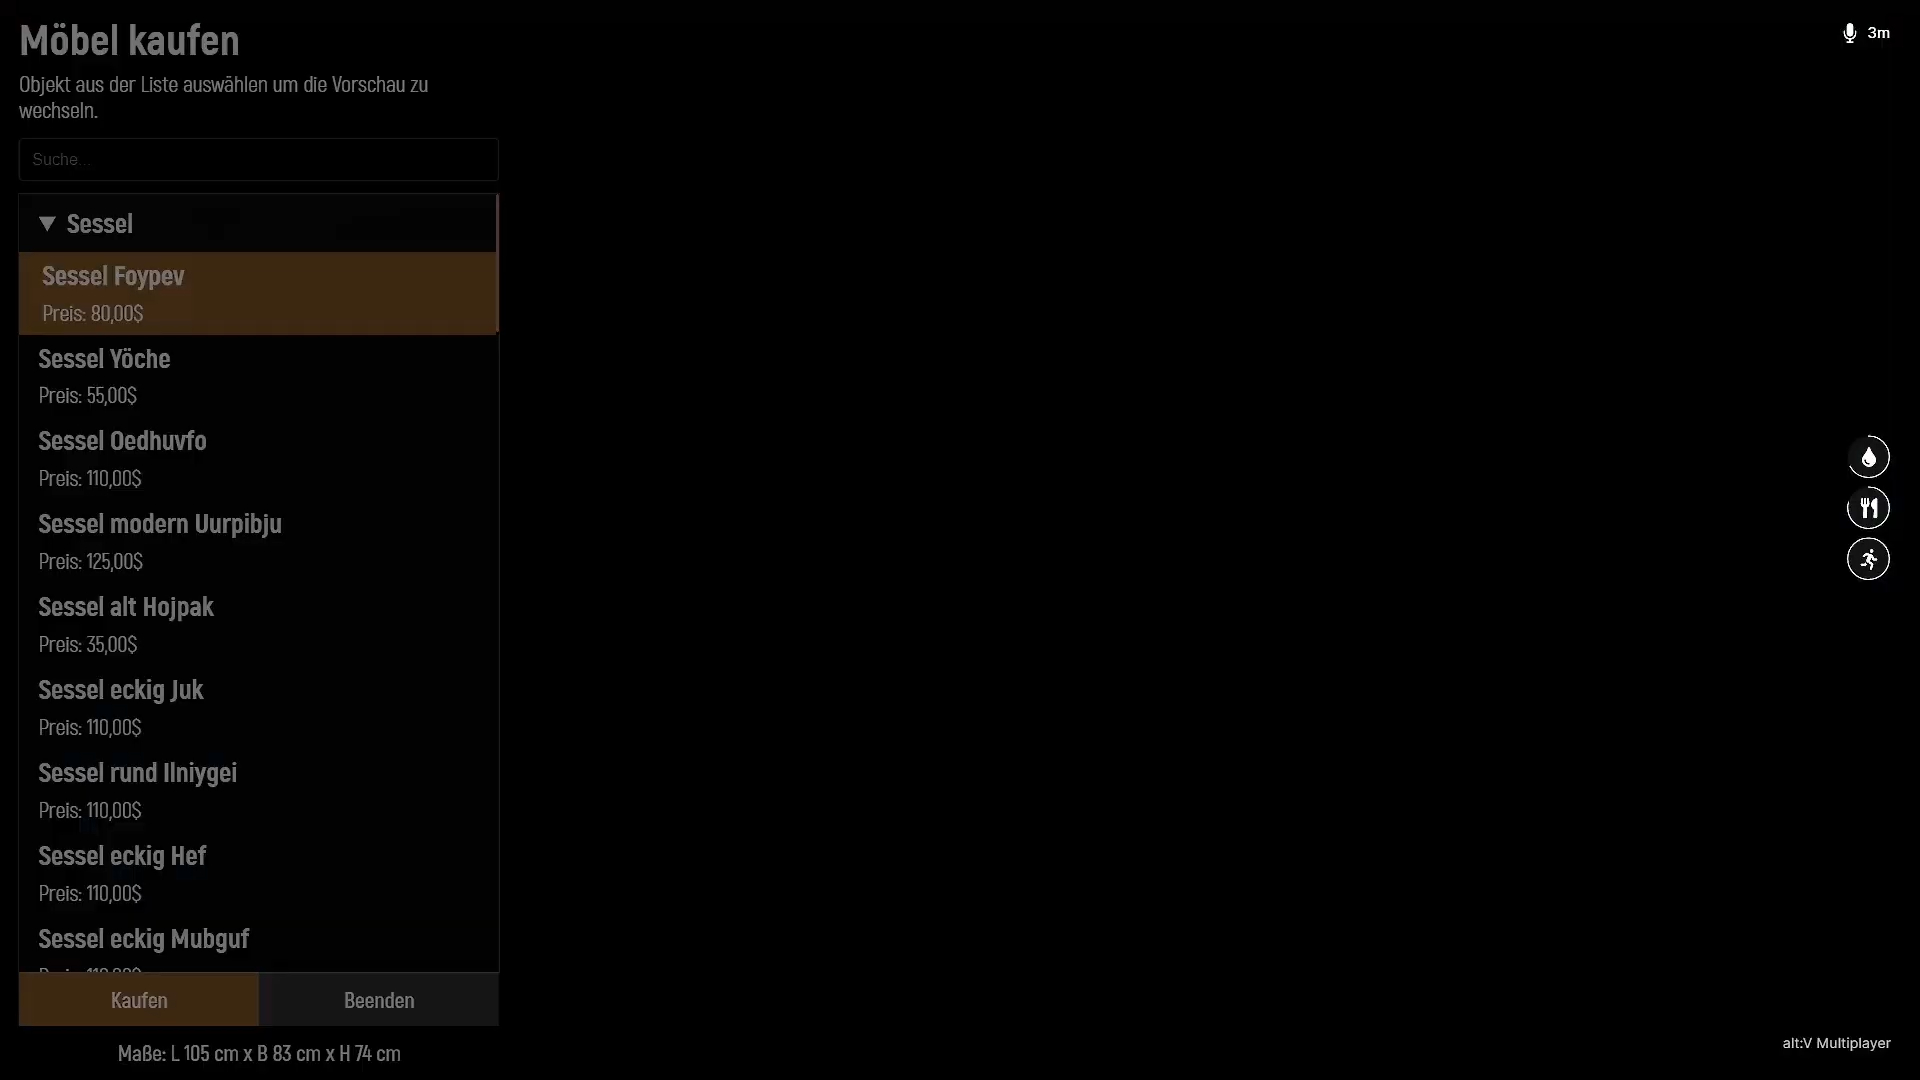 Möbel kaufen
3m
Objekt aus der Liste auswählen um die Vorschau zu
wechseln.
Suche...
▼ Sessel
Sessel Foypev
Preis: 80,00$
Sessel Yöche
Preis: 55,00$
Sessel Oedhuvfo
Preis: 110,00$
Sessel modern Uurpibju
Preis: 125,00$
Sessel alt Hojpak
Preis: 35,00$
Sessel eckig Juk
Preis: 110,00$
Sessel rund Ilniygei
Preis: 110,00$
Sessel eckig Hef
Preis: 110,00$
Sessel eckig Mubguf
Kaufen
Beenden
Maße: L 105 cm x B 83 cm x H 74 cm
alt:V Multiplayer